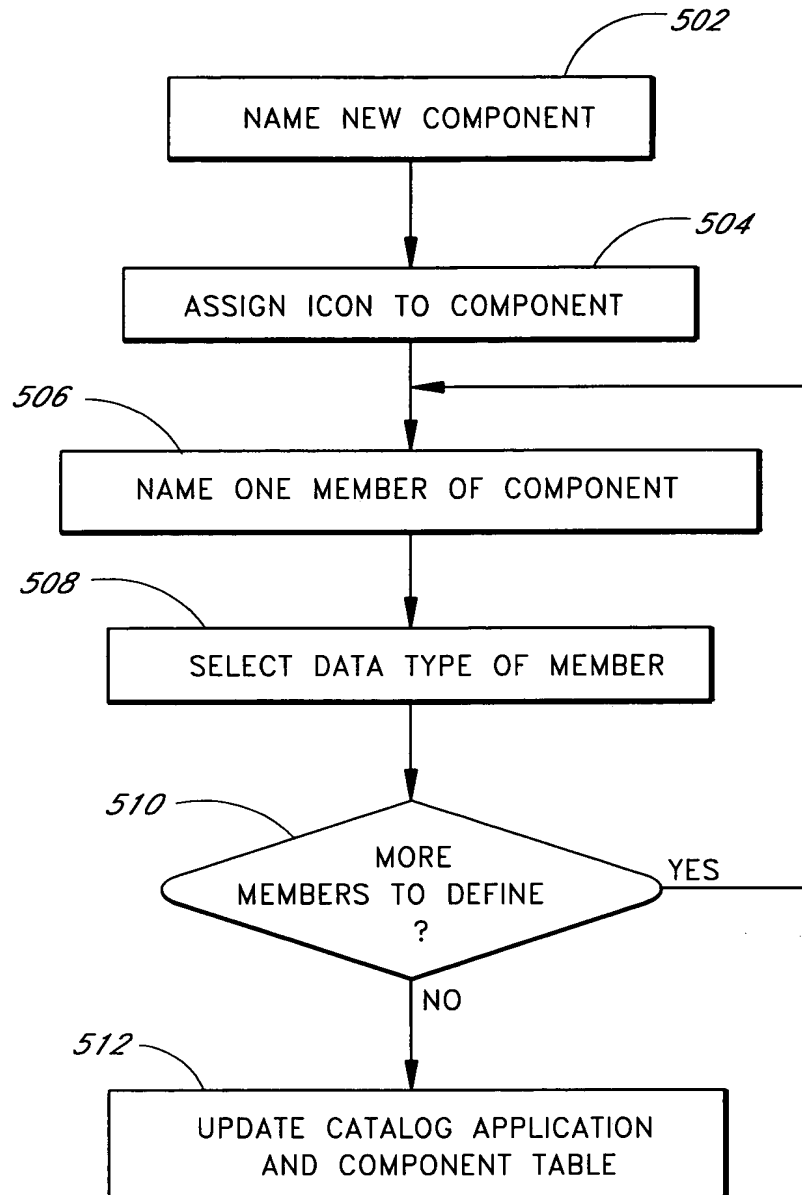 502
NAME NEW COMPONENT
504
ASSIGN ICON TO COMPONENT
506
NAME ONE MEMBER OF COMPONENT
508
SELECT DATA TYPE OF MEMBER
510
MORE
MEMBERS TO DEFINE
?
YES
NO
512
UPDATE CATALOG APPLICATION
AND COMPONENT TABLE